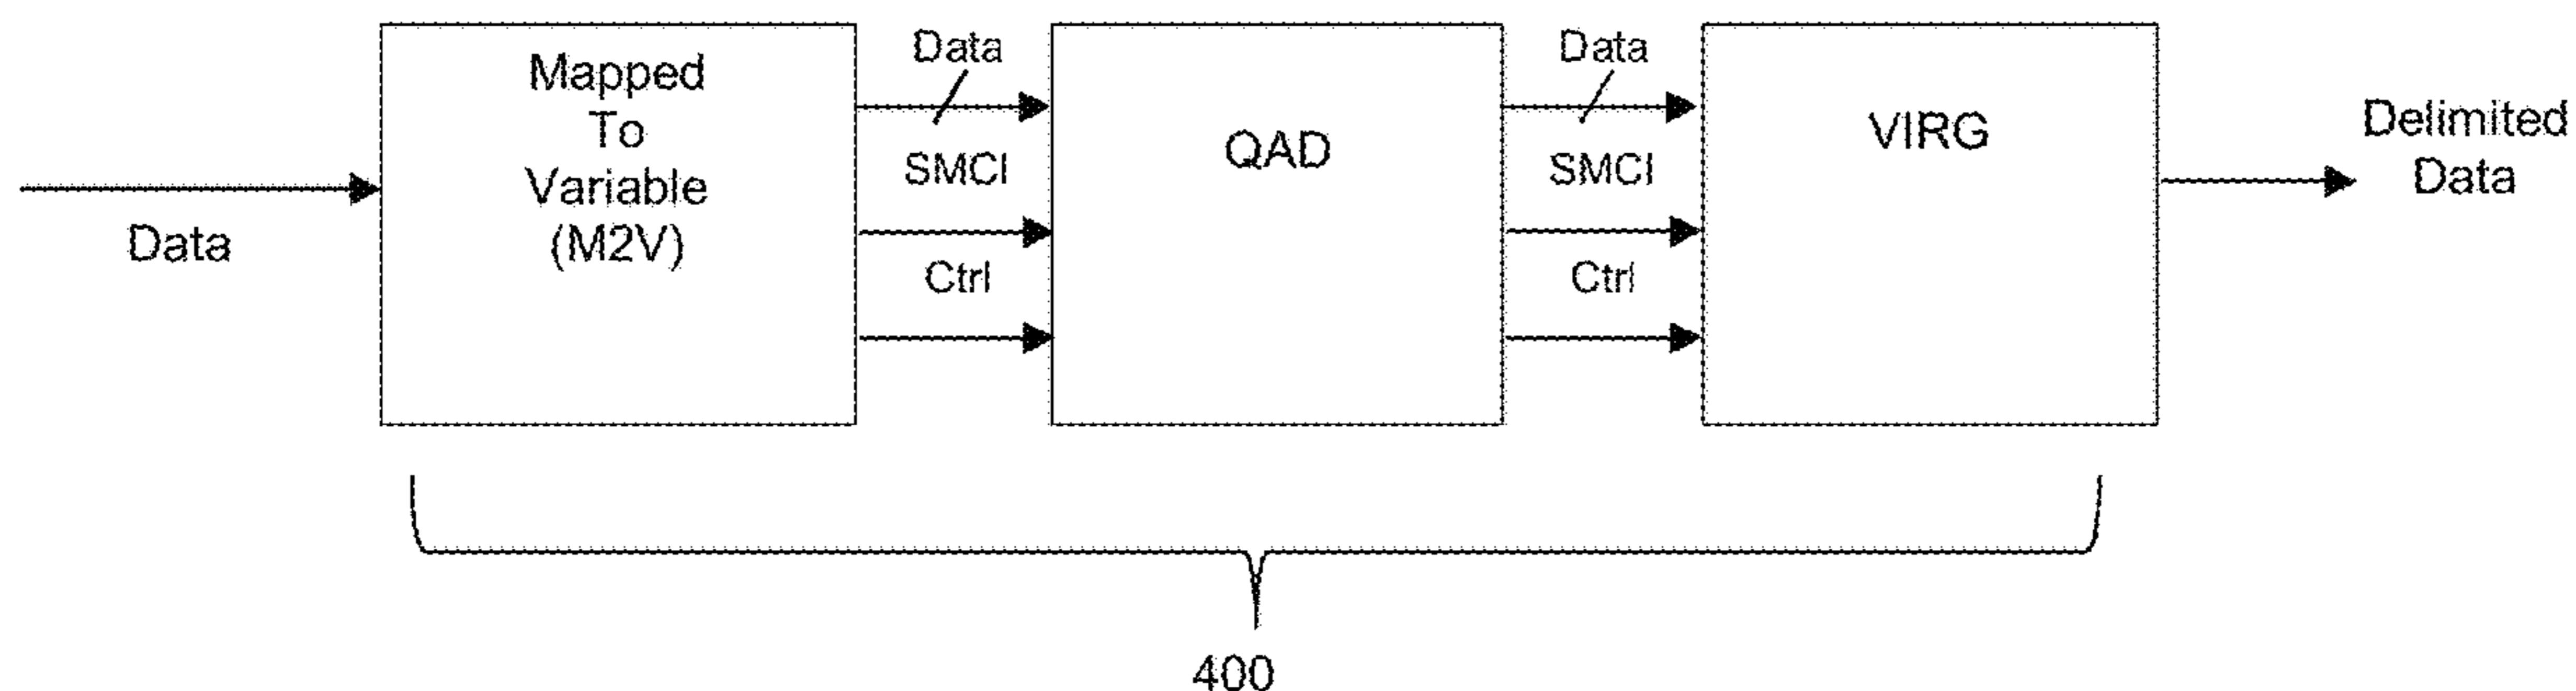 Data
Mapped
To
Variable
(M2V)
Data
SMCI
Ctrl
QAD
Data
SMCI
Ctrl
VIRG
Delimited
Data
400